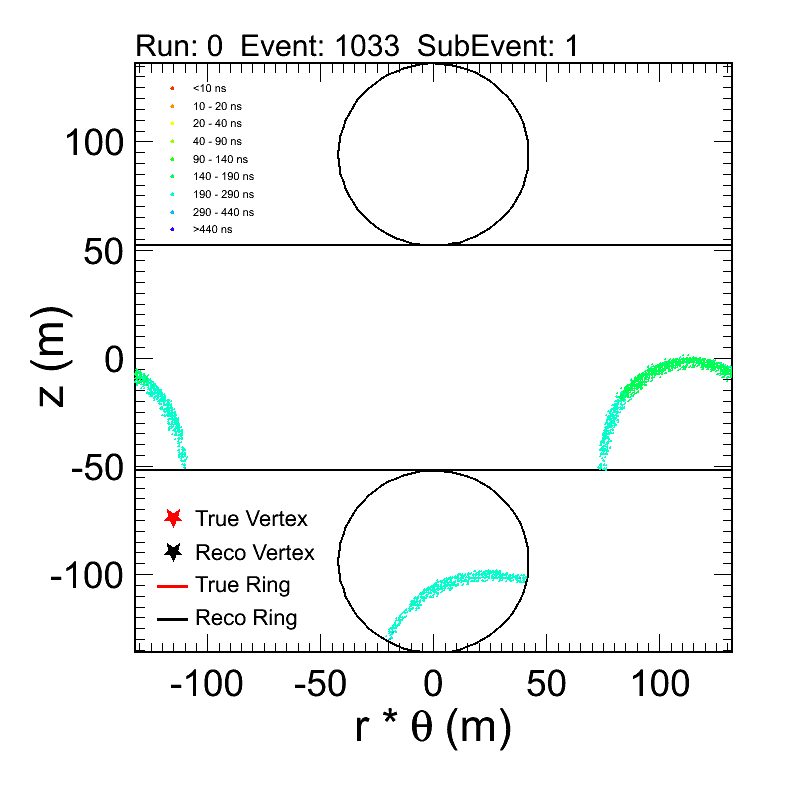 Run: 0  Event: 1033  SubEvent: 1
<10 ns
10 - 20 ns
20 - 40 ns
40 - 90 ns
90 - 140 ns
140 - 190 ns
190 - 290 ns
290 - 440 ns
>440 ns
100
50
0
-50
-100
z (m)
True Vertex
Reco Vertex
True Ring
Reco Ring
-100 -50 0 50 100
r * θ (m)